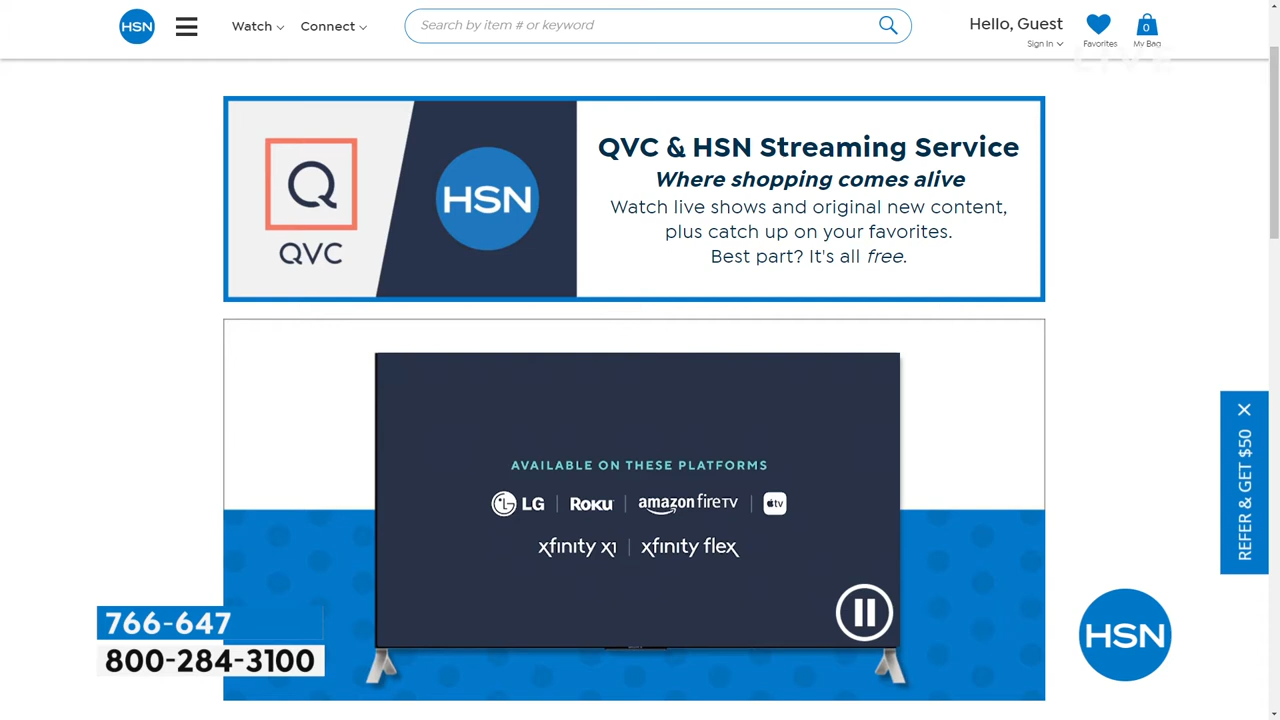 HSN
Watch
Connect
Search by item # or keyword
Hello, Guest
Sign In
Favorites
0
My Bag
QVC & HSN Streaming Service
Where shopping comes alive
Watch live shows and original new content,
plus catch up on your favorites.
Best part? It's all free.
Q
QVC
HSN
AVAILABLE ON THESE PLATFORMS
LG
Roku
amazon fireTV
tv
xfinity x1
xfinity flex
REFER & GET $50
766-647
800-284-3100
HSN